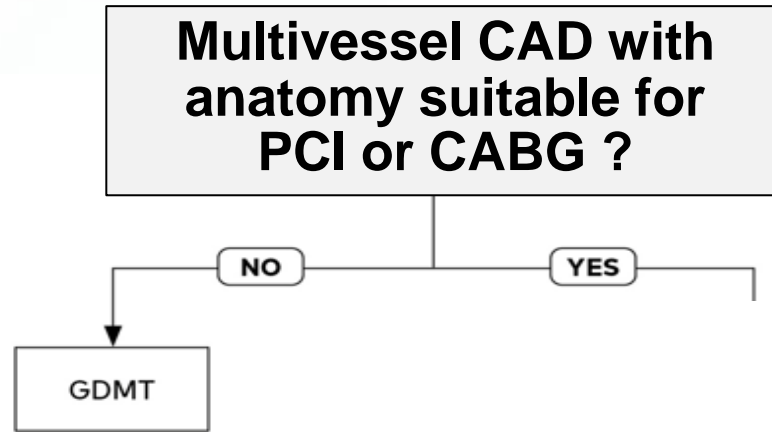 Multivessel CAD with
anatomy suitable for
PCI or CABG ?
NO
YES
GDMT